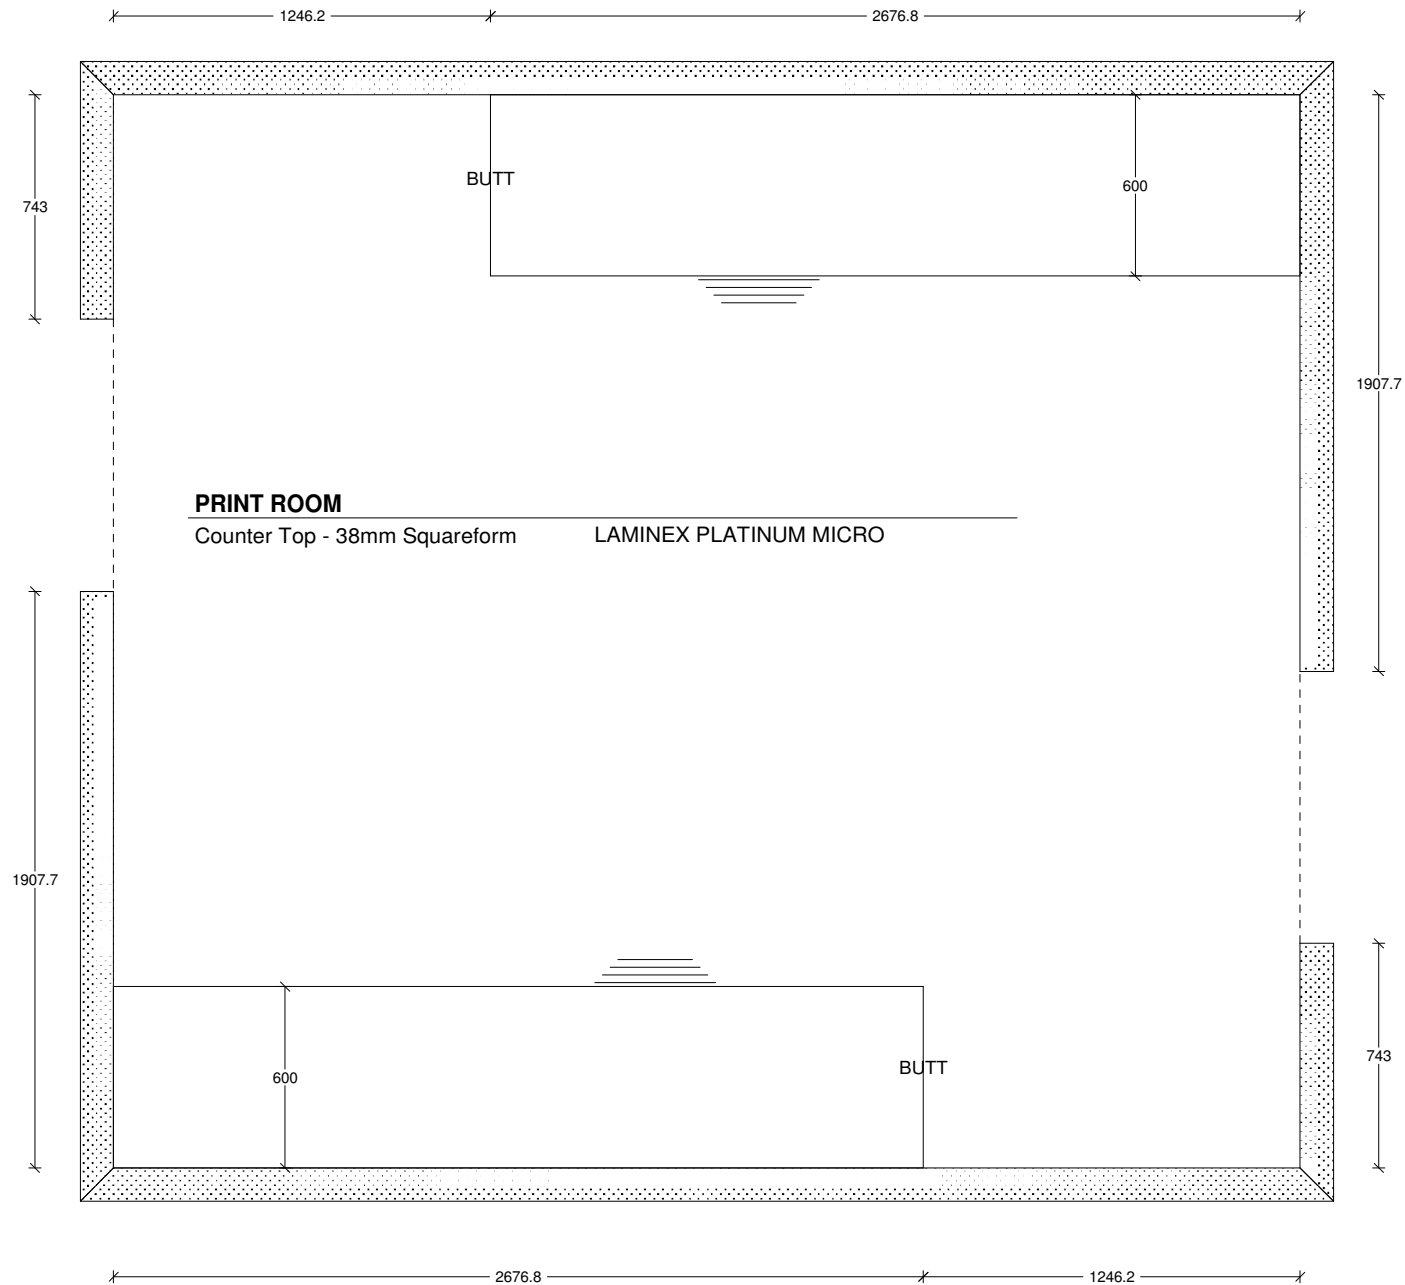 1246.2 2676.8
BUTT
600
743
1907.7
PRINT ROOM
Counter Top - 38mm Squareform LAMINEX PLATINUM MICRO
1907.7
BUTT
743
600
2676.8 1246.2